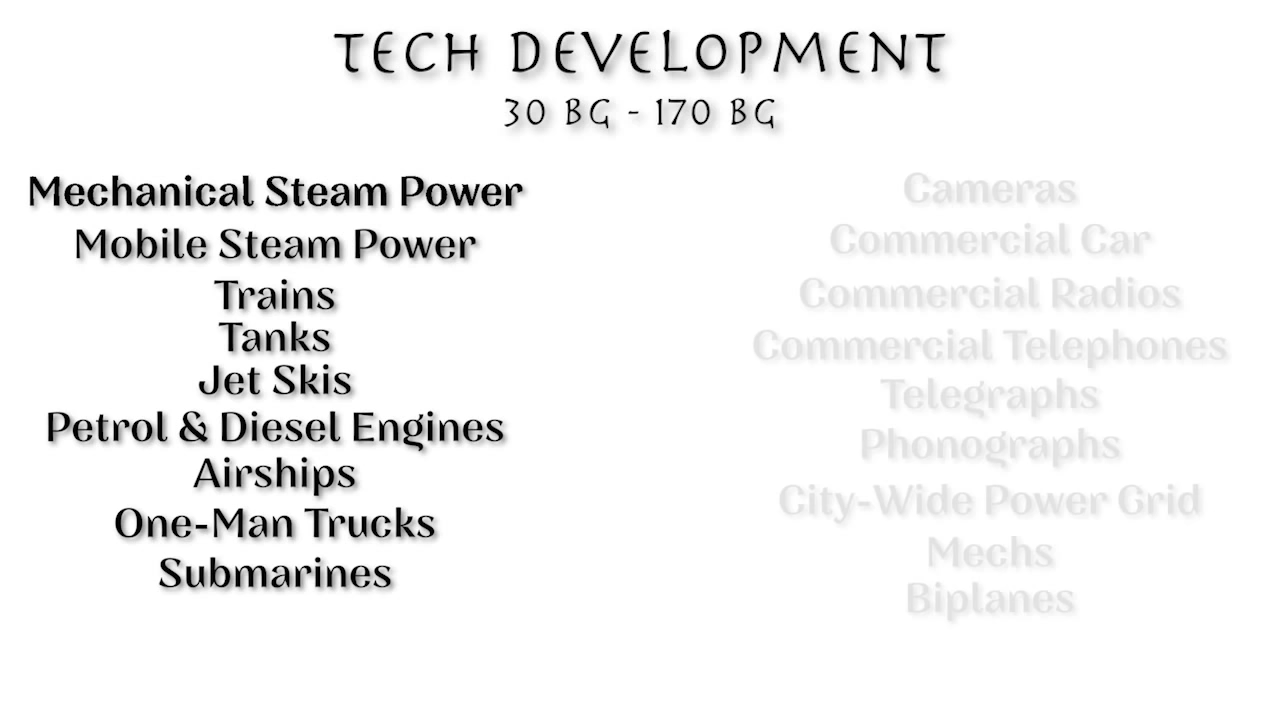 TECH DEVELOPMENT
30 BG - 170 BG
Mechanical Steam Power
Mobile Steam Power
Trains
Tanks
Jet Skis
Petrol & Diesel Engines
Airships
One-Man Trucks
Submarines
Cameras
Commercial Car
Commercial Radios
Commercial Telephones
Telegraphs
Phonographs
City-Wide Power Grid
Mechs
Biplanes